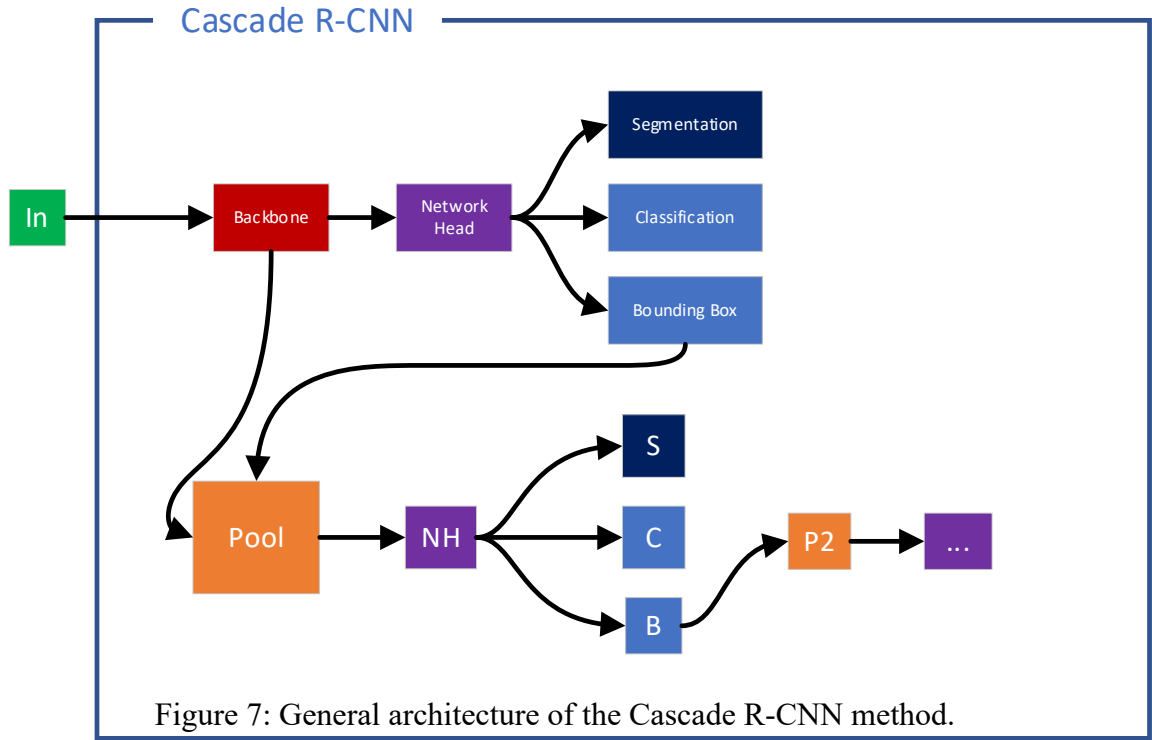 Cascade R-CNN
Segmentation
In
Backbone
Network
Head
Classification
Bounding Box
S
Pool
NH
C
P2
...
B
Figure 7: General architecture of the Cascade R-CNN method.